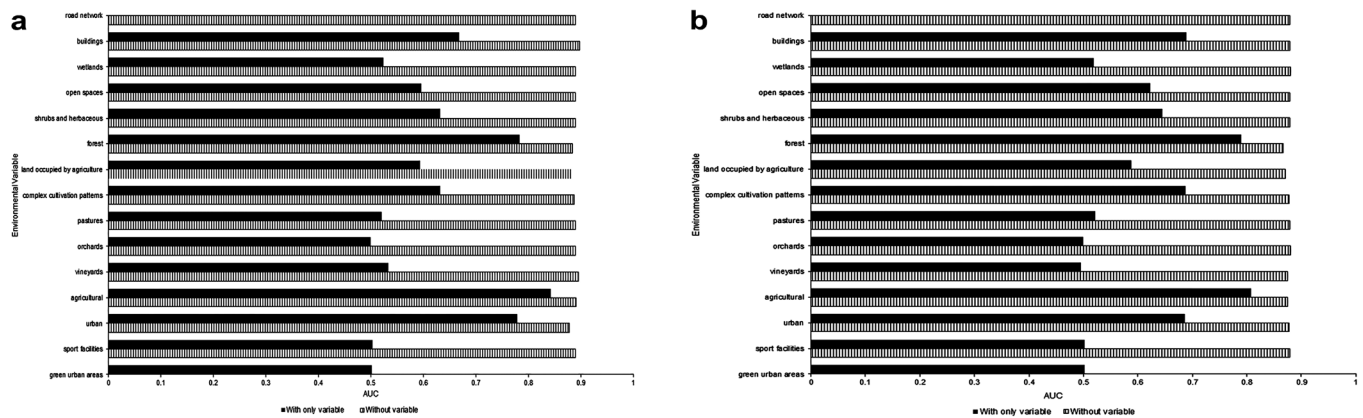 a
road network
buildings
wetlands
open spaces
shrubs and herbaceous
forest
land occupied by agriculture
complex cultivation patterns
pastures
orchards
vineyards
agricultural
urban
sport facilities
green urban areas
Environmental Variable
0 0.1 0.2 0.3 0.4 0.5 0.6 0.7 0.8 0.9 1
AUC
With only variable Without variable
b
road network
buildings
wetlands
open spaces
shrubs and herbaceous
forest
land occupied by agriculture
complex cultivation patterns
pastures
orchards
vineyards
agricultural
urban
sport facilities
green urban areas
Environmental Variable
0 0.1 0.2 0.3 0.4 0.5 0.6 0.7 0.8 0.9 1
AUC
With only variable Without variable